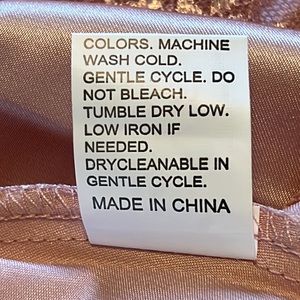 COLORS. MACHINE
WASH COLD.
GENTLE CYCLE. DO
NOT BLEACH.
TUMBLE DRY LOW.
LOW IRON IF
NEEDED.
DRYCLEANABLE IN
GENTLE CYCLE.
MADE IN CHINA